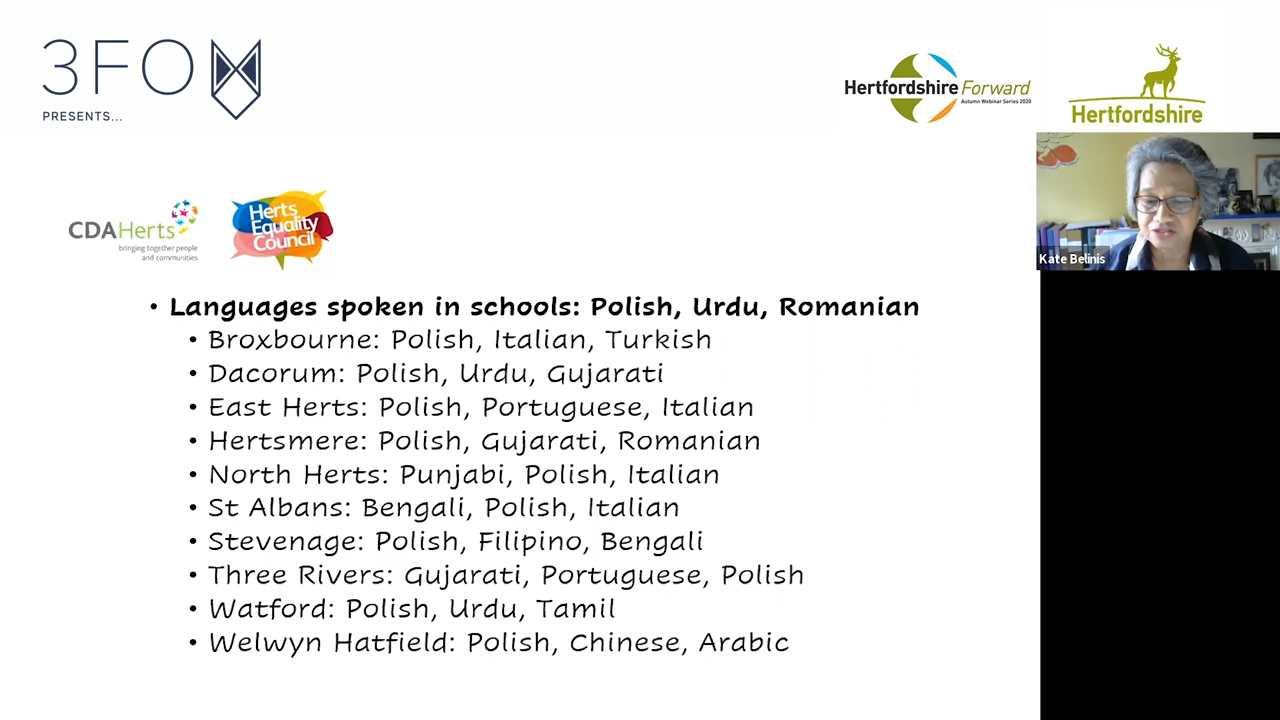 3FOX
PRESENTS...
Hertfordshire Forward
Autumn Webinar Series 2020
Hertfordshire
CDAHerts
bringing together people
and communities
Herts
Equality
Council
Kate Belinis
• Languages spoken in schools: Polish, Urdu, Romanian
• Broxbourne: Polish, Italian, Turkish
• Dacorum: Polish, Urdu, Gujarati
• East Herts: Polish, Portuguese, Italian
• Hertsmere: Polish, Gujarati, Romanian
• North Herts: Punjabi, Polish, Italian
• St Albans: Bengali, Polish, Italian
• Stevenage: Polish, Filipino, Bengali
• Three Rivers: Gujarati, Portuguese, Polish
• Watford: Polish, Urdu, Tamil
• Welwyn Hatfield: Polish, Chinese, Arabic